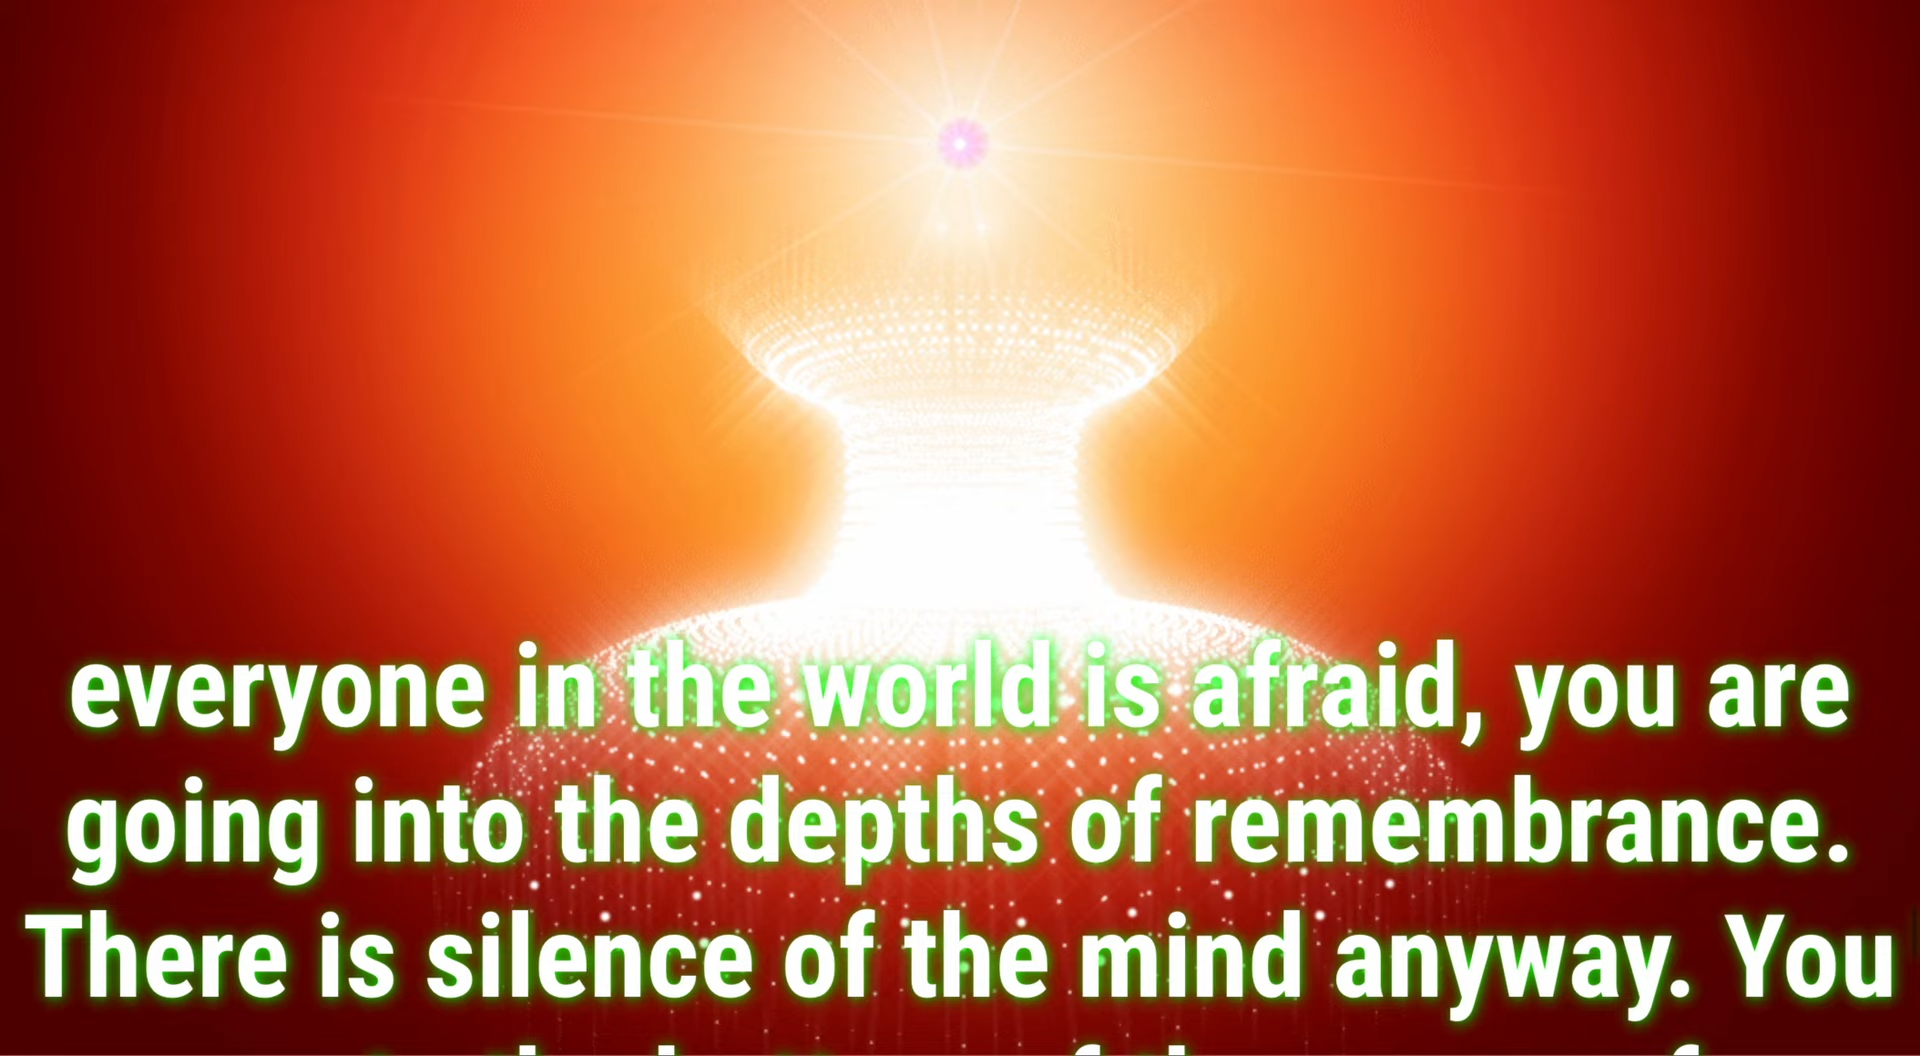 everyone in the world is afraid, you are
going into the depths of remembrance.
There is silence of the mind anyway. You